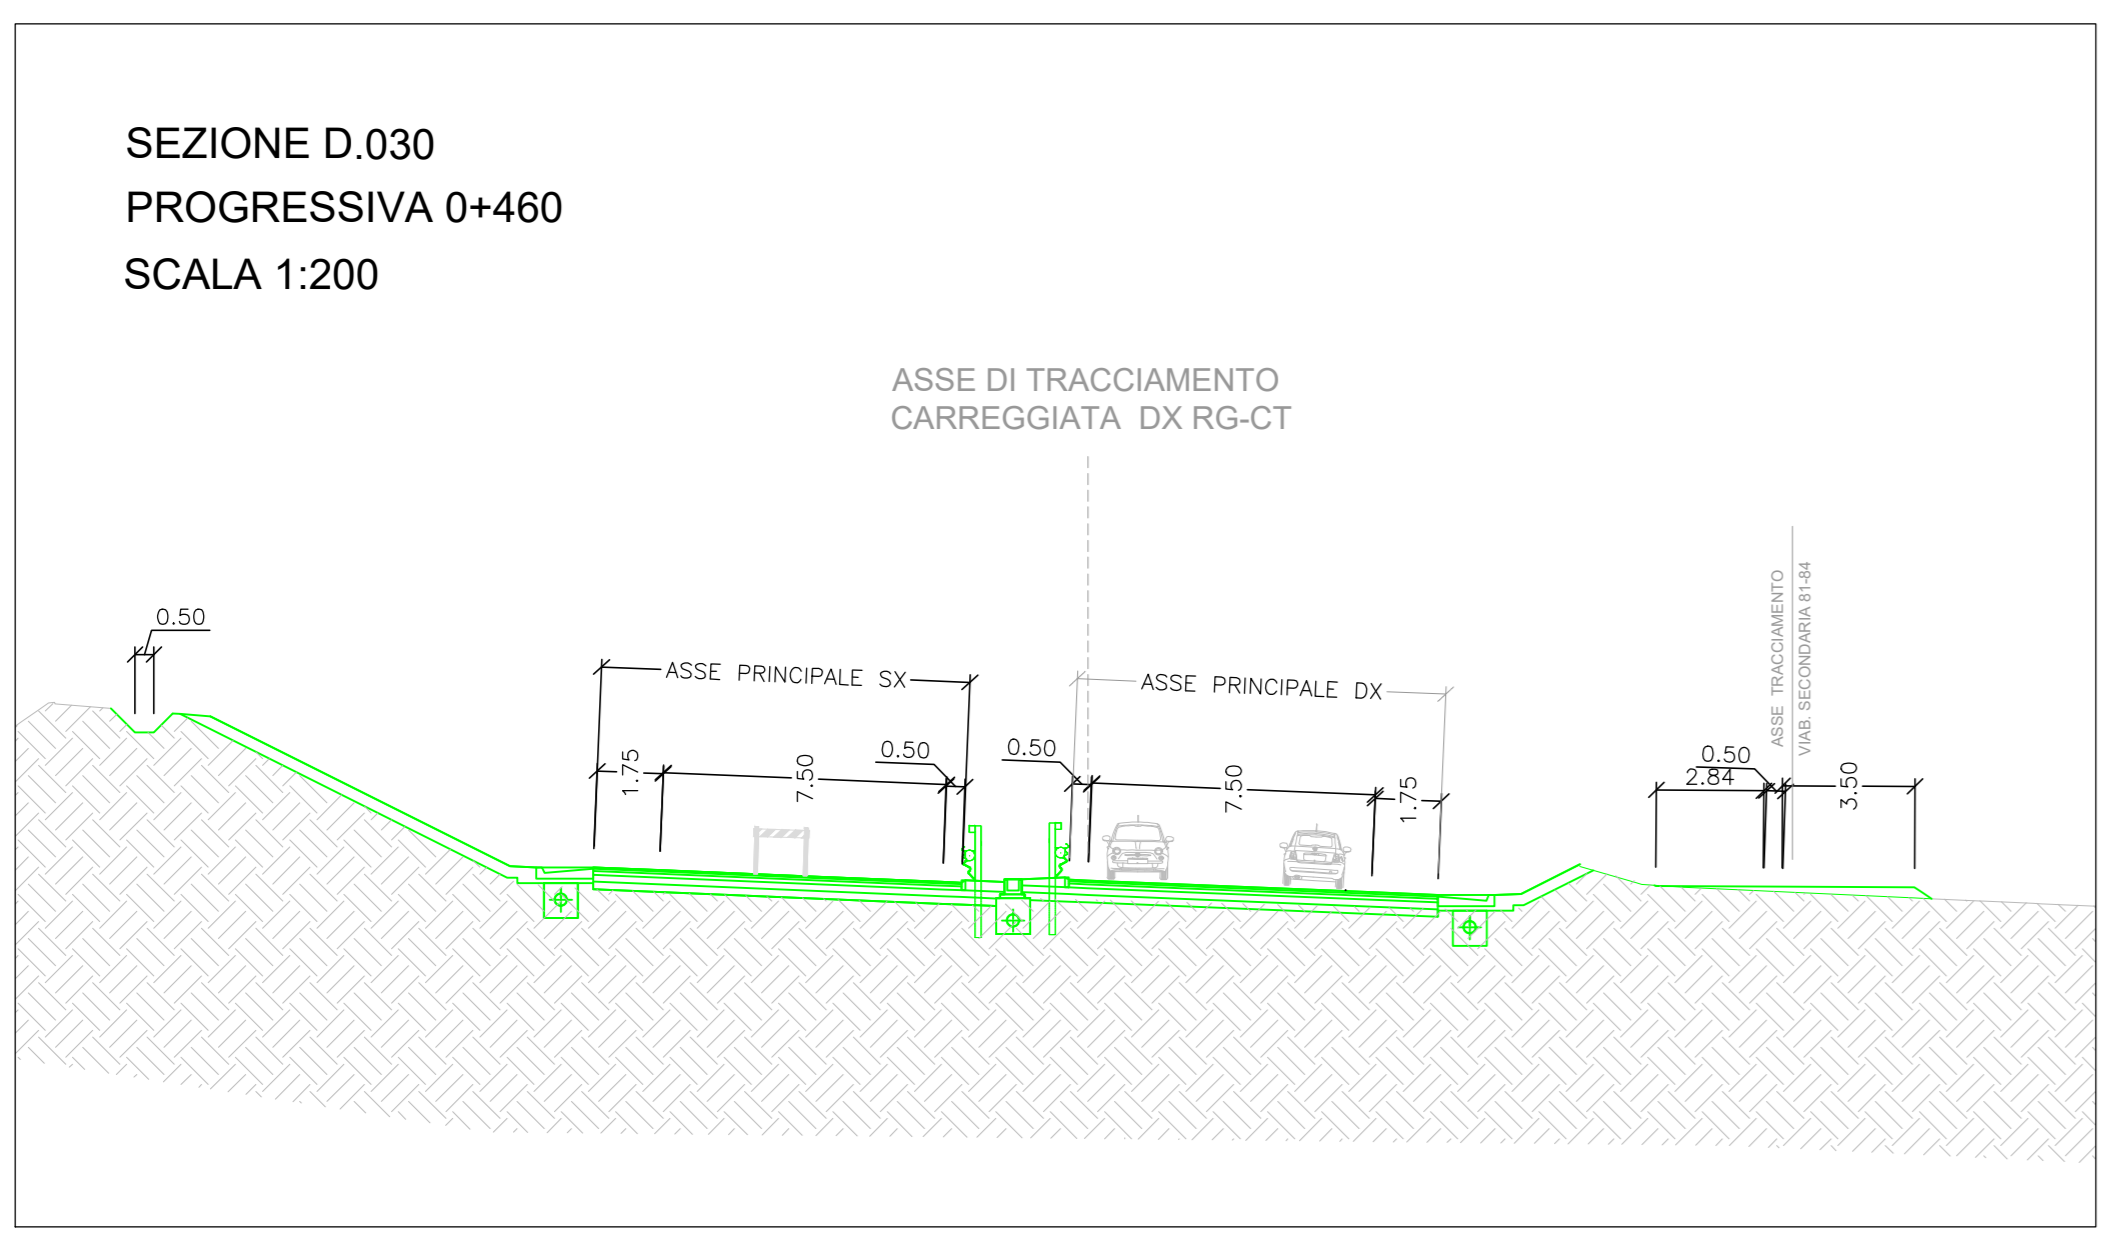 SEZIONE D.030
PROGRESSIVA 0+460
SCALA 1:200
ASSE DI TRACCIAMENTO
CARREGGIATA DX RG-CT
ASSE TRACCIAMENTO
VIAB. SECONDARIA 81-84
0.50
ASSE PRINCIPALE SX
ASSE PRINCIPALE DX
1.75
7.50
0.50
0.50
7.50
1.75
0.50
2.84
3.50